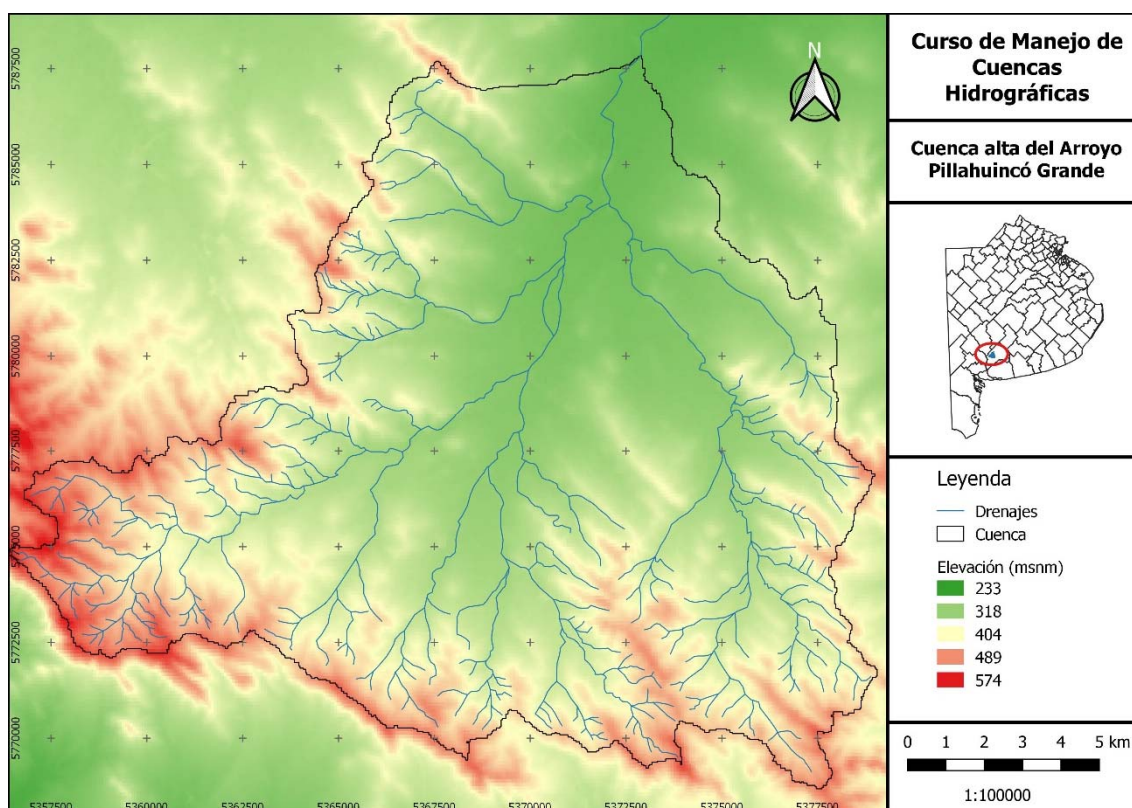 Curso de Manejo de
Cuencas
Hidrográficas
Cuenca alta del Arroyo
Pillahuincó Grande
N
5787500
5785000
5782500
5780000
5777500
5775000
5772500
5770000
5357500
5360000
5362500
5365000
5367500
5370000
5372500
5375000
5377500
Leyenda
Drenajes
Cuenca
Elevación (msnm)
233
318
404
489
574
0 1 2 3 4 5 km
1:100000